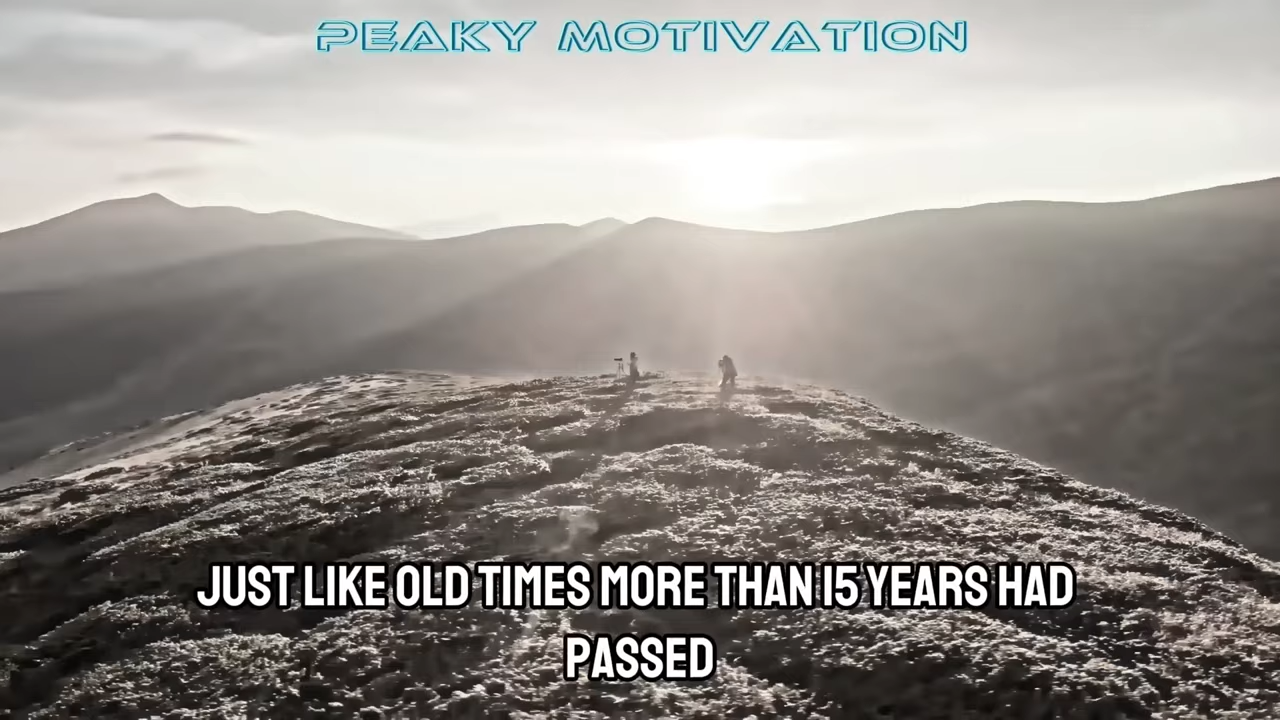 PEAKY MOTIVATION
JUST LIKE OLD TIMES MORE THAN 15 YEARS HAD
PASSED